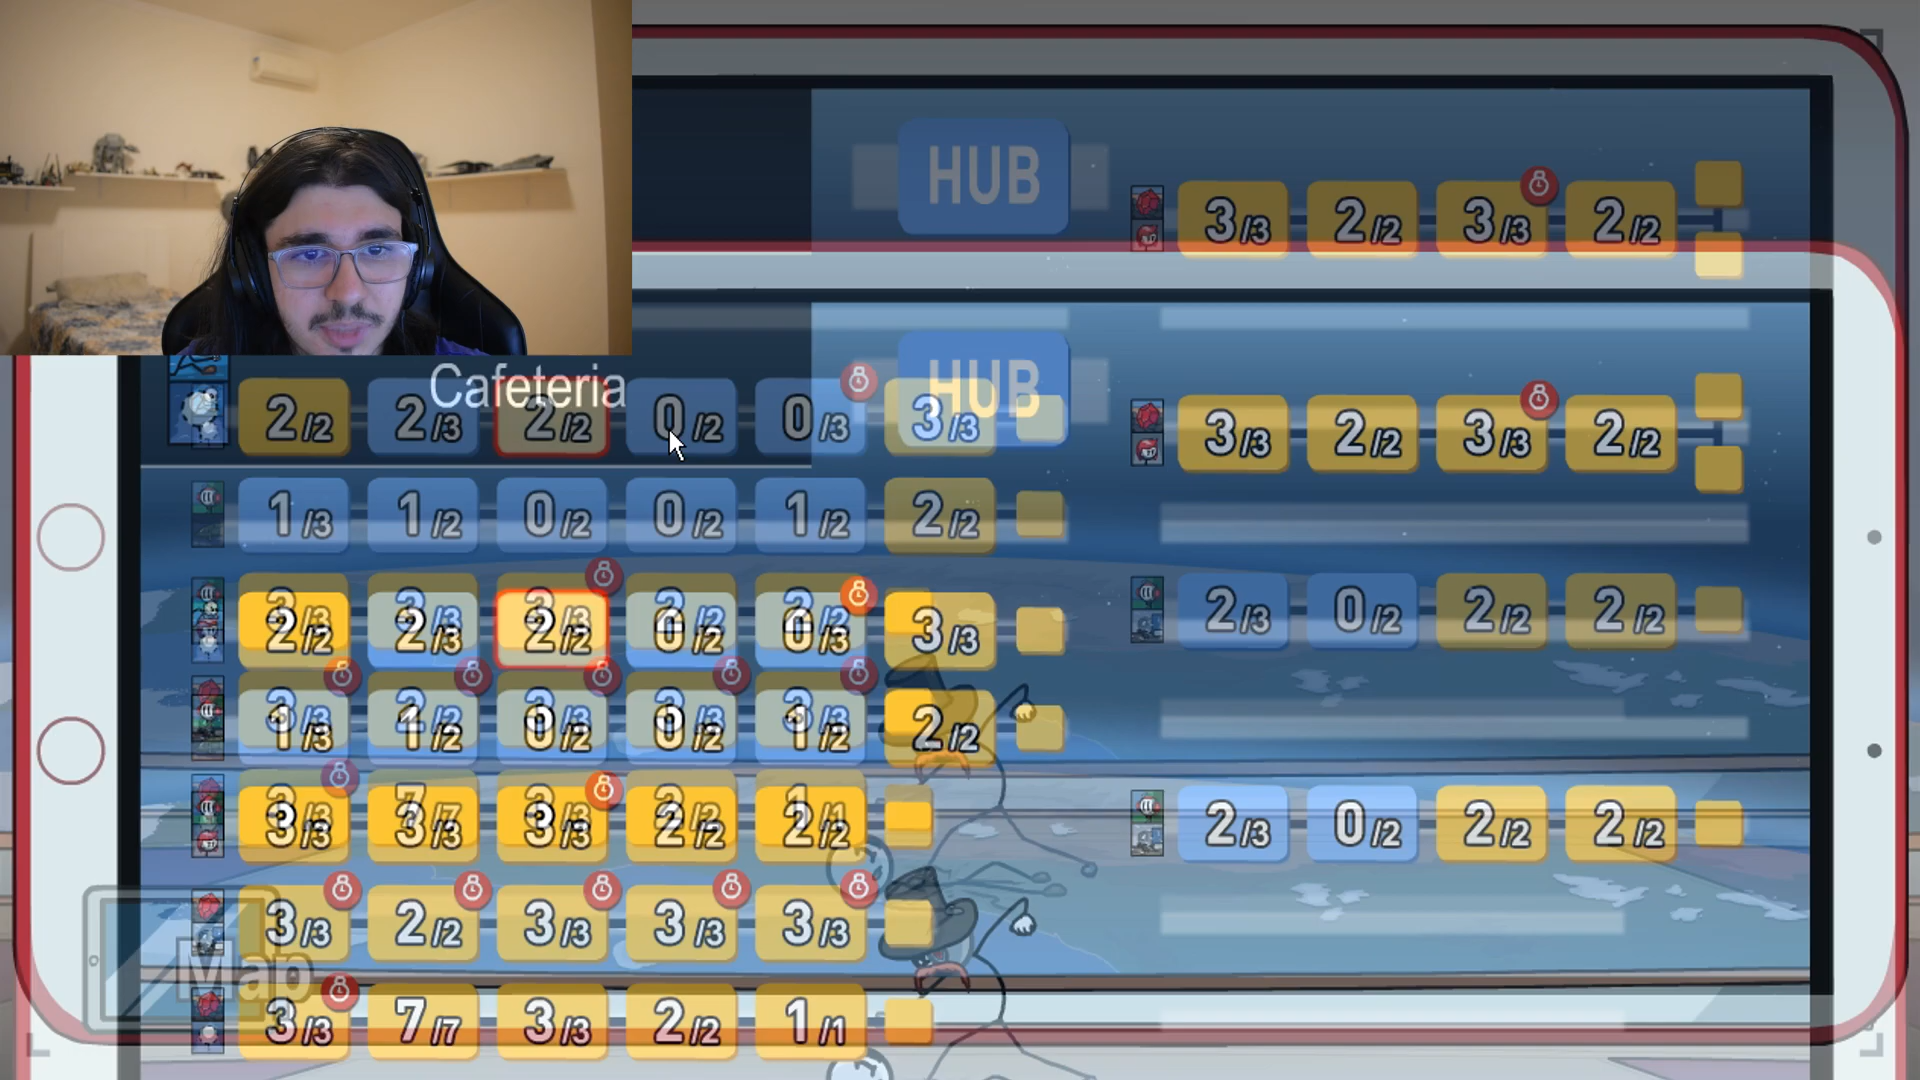 HUB
3/3 2/2 3/3 2/2
Cafeteria
HUB
2/2 2/3 2/2 0/2 0/3 3/3
3/3 2/2 3/3 2/2
1/3 1/2 0/2 0/2 1/2 2/2
2/3 0/2 2/2 2/2
2/2 2/3 2/2 0/2 0/3 3/3
1/3 1/2 0/2 0/2 1/2 2/2
3/3 3/3 3/3 2/2 2/2
2/3 0/2 2/2 2/2
3/3 2/2 3/3 3/3 3/3
Map
3/3 7/7 3/3 2/2 1/1